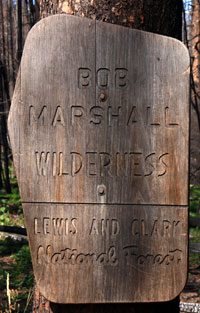 BOB
MARSHALL
WILDERNESS
LEWIS AND CLARK
National Forest